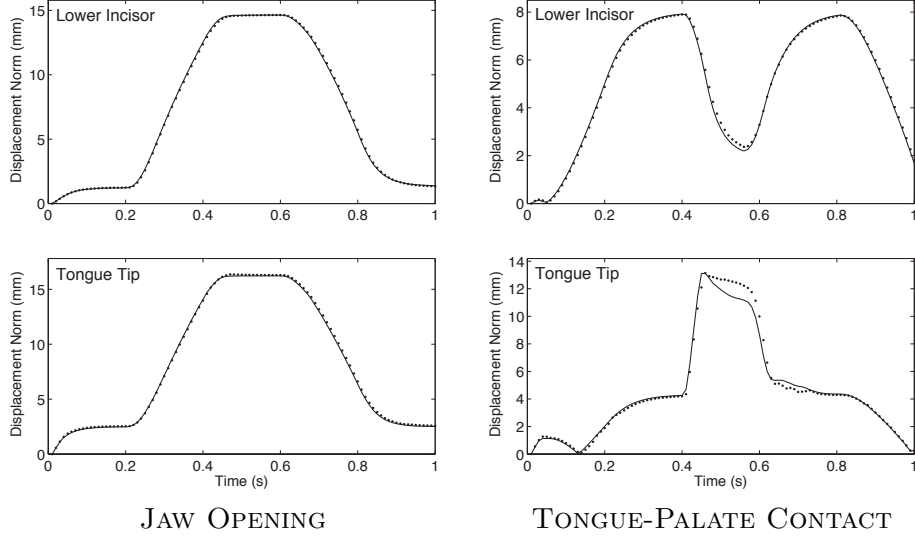 Lower Incisor
Displacement Norm (mm)
15
10
5
0
0 0.2 0.4 0.6 0.8 1
Lower Incisor
Displacement Norm (mm)
8
6
4
2
0
0 0.2 0.4 0.6 0.8 1
Tongue Tip
Displacement Norm (mm)
15
10
5
0
0 0.2 0.4 0.6 0.8 1
Time (s)
Tongue Tip
Displacement Norm (mm)
14
12
10
8
6
4
2
0
0 0.2 0.4 0.6 0.8 1
Time (s)
JAW OPENING
TONGUE-PALATE CONTACT